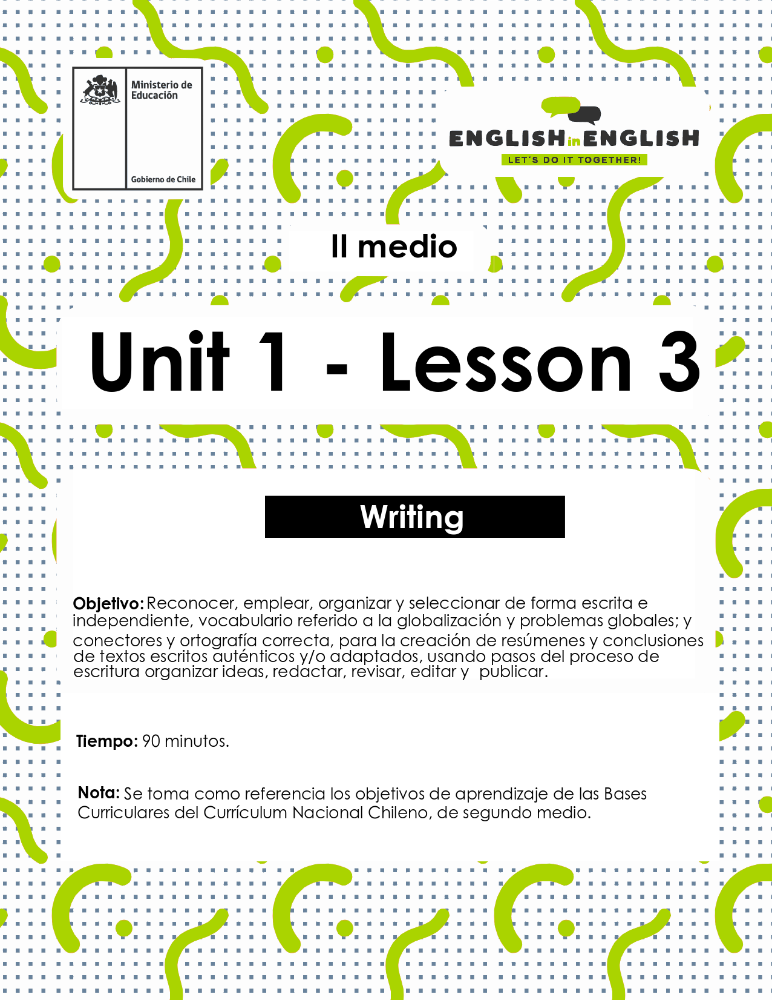 Ministerio de
Educación
Gobierno de Chile
ENGLISH in ENGLISH
LET´S DO IT TOGETHER!
II medio
Unit 1 - Lesson 3
Writing
Objetivo: Reconocer, emplear, organizar y seleccionar de forma escrita e
independiente, vocabulario referido a la globalización y problemas globales; y
conectores y ortografía correcta, para la creación de resúmenes y conclusiones
de textos escritos auténticos y/o adaptados, usando pasos del proceso de
escritura organizar ideas, redactar, revisar, editar y publicar.
Tiempo: 90 minutos.
Nota: Se toma como referencia los objetivos de aprendizaje de las Bases
Curriculares del Currículum Nacional Chileno, de segundo medio.